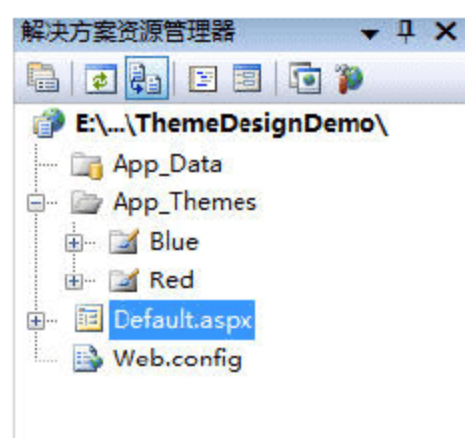 解决方案资源管理器
E:\...\ThemeDesignDemo\
App_Data
App_Themes
Blue
Red
Default.aspx
Web.config